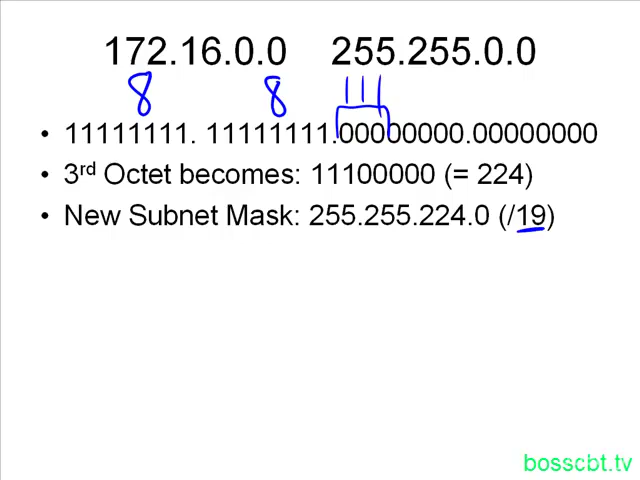 172.16.0.0 255.255.0.0
8 8 111
• 11111111. 11111111.00000000.00000000
• 3rd Octet becomes: 11100000 (= 224)
• New Subnet Mask: 255.255.224.0 (/19)
bosscbt.tv